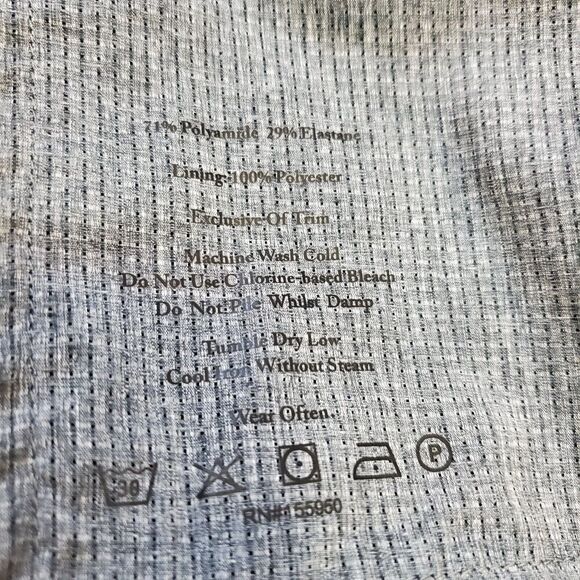 71% Polyamide 29% Elastane
Lining:100% Polyester
Exclusive Of Trim
Machine Wash Cold
Do Not Use Chlorine-based Bleach
Do Not Pile Whilst Damp
Tumble Dry Low
Cool Iron Without Steam
Wear Often
30 P
RN#155950